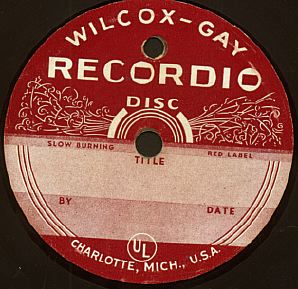 WILCOX-GAY
RECORDIO
DISC
SLOW BURNING
RED LABEL
TITLE
BY
DATE
UL
CHARLOTTE, MICH., U.S.A.